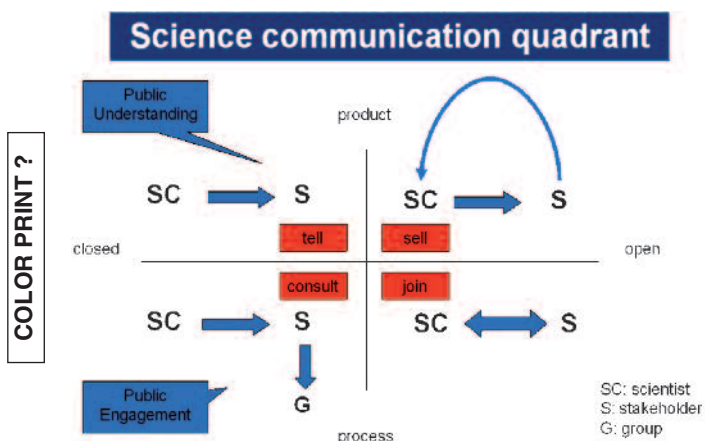 Science communication quadrant
Public
Understanding
product
COLOR PRINT ?
SC
S
SC
S
tell
sell
closed
open
consult
join
SC
S
SC
S
Public
Engagement
G
SC: scientist
S: stakeholder
G: group
process